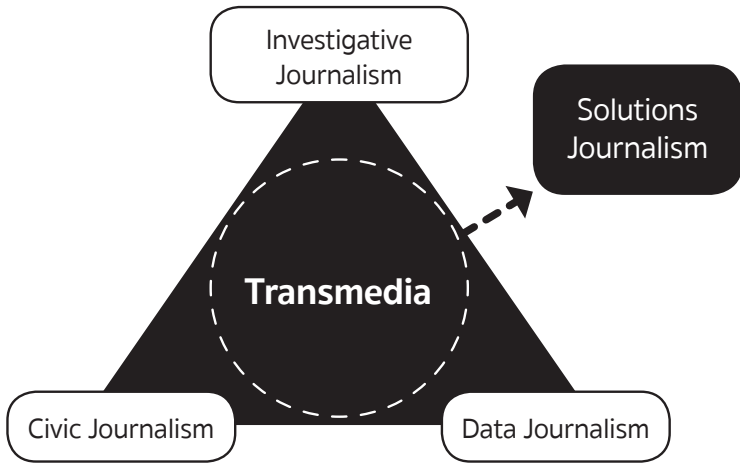 Investigative
Journalism
Solutions
Journalism
Transmedia
Civic Journalism
Data Journalism